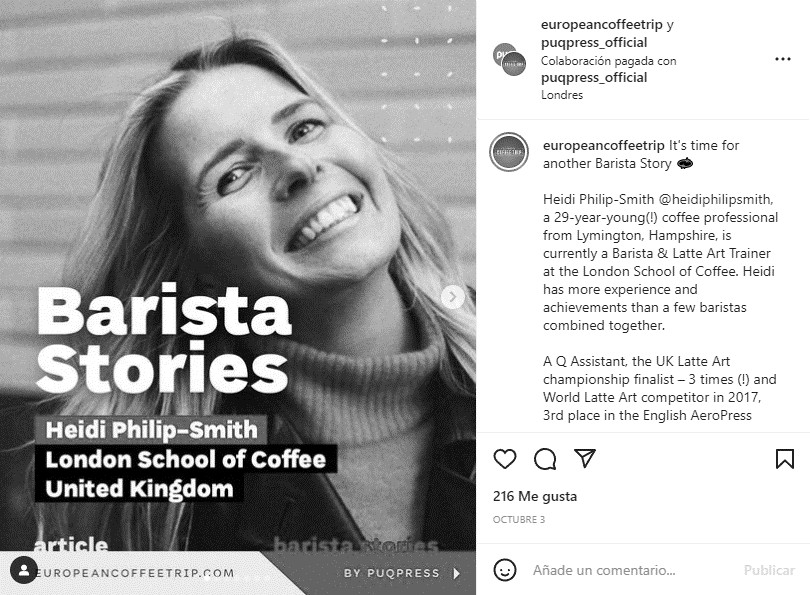 Barista
Stories
Heidi Philip-Smith
London School of Coffee
United Kingdom
article
barista stories
EUROPEANCOFFEETRIP.COM
BY PUQPRESS
europeancoffeetrip y
puqpress_official
Colaboración pagada con
puqpress_official
Londres
europeancoffeetrip It's time for
another Barista Story
Heidi Philip-Smith @heidiphilipsmith,
a 29-year-young(!) coffee professional
from Lymington, Hampshire, is
currently a Barista & Latte Art Trainer
at the London School of Coffee. Heidi
has more experience and
achievements than a few baristas
combined together.
A Q Assistant, the UK Latte Art
championship finalist – 3 times (!) and
World Latte Art competitor in 2017,
3rd place in the English AeroPress
216 Me gusta
OCTUBRE 3
Añade un comentario...
Publicar